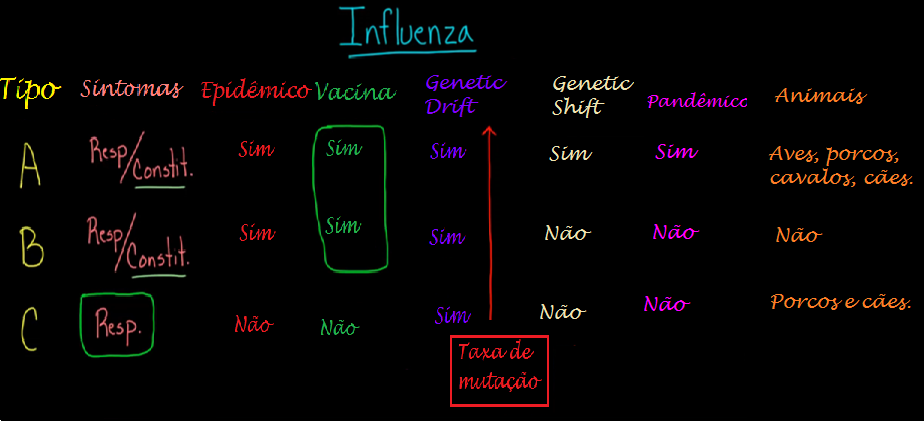 Influenza
Tipo Sintomas Epidêmico Vacina Genetic Drift Genetic Shift Pandêmico Animais
A Resp/Constit. Sim Sim Sim Sim Sim Aves, porcos, cavalos, cães.
B Resp/Constit. Sim Sim Sim Não Não Não
C Resp. Não Não Sim Não Não Porcos e cães.
Taxa de
mutação